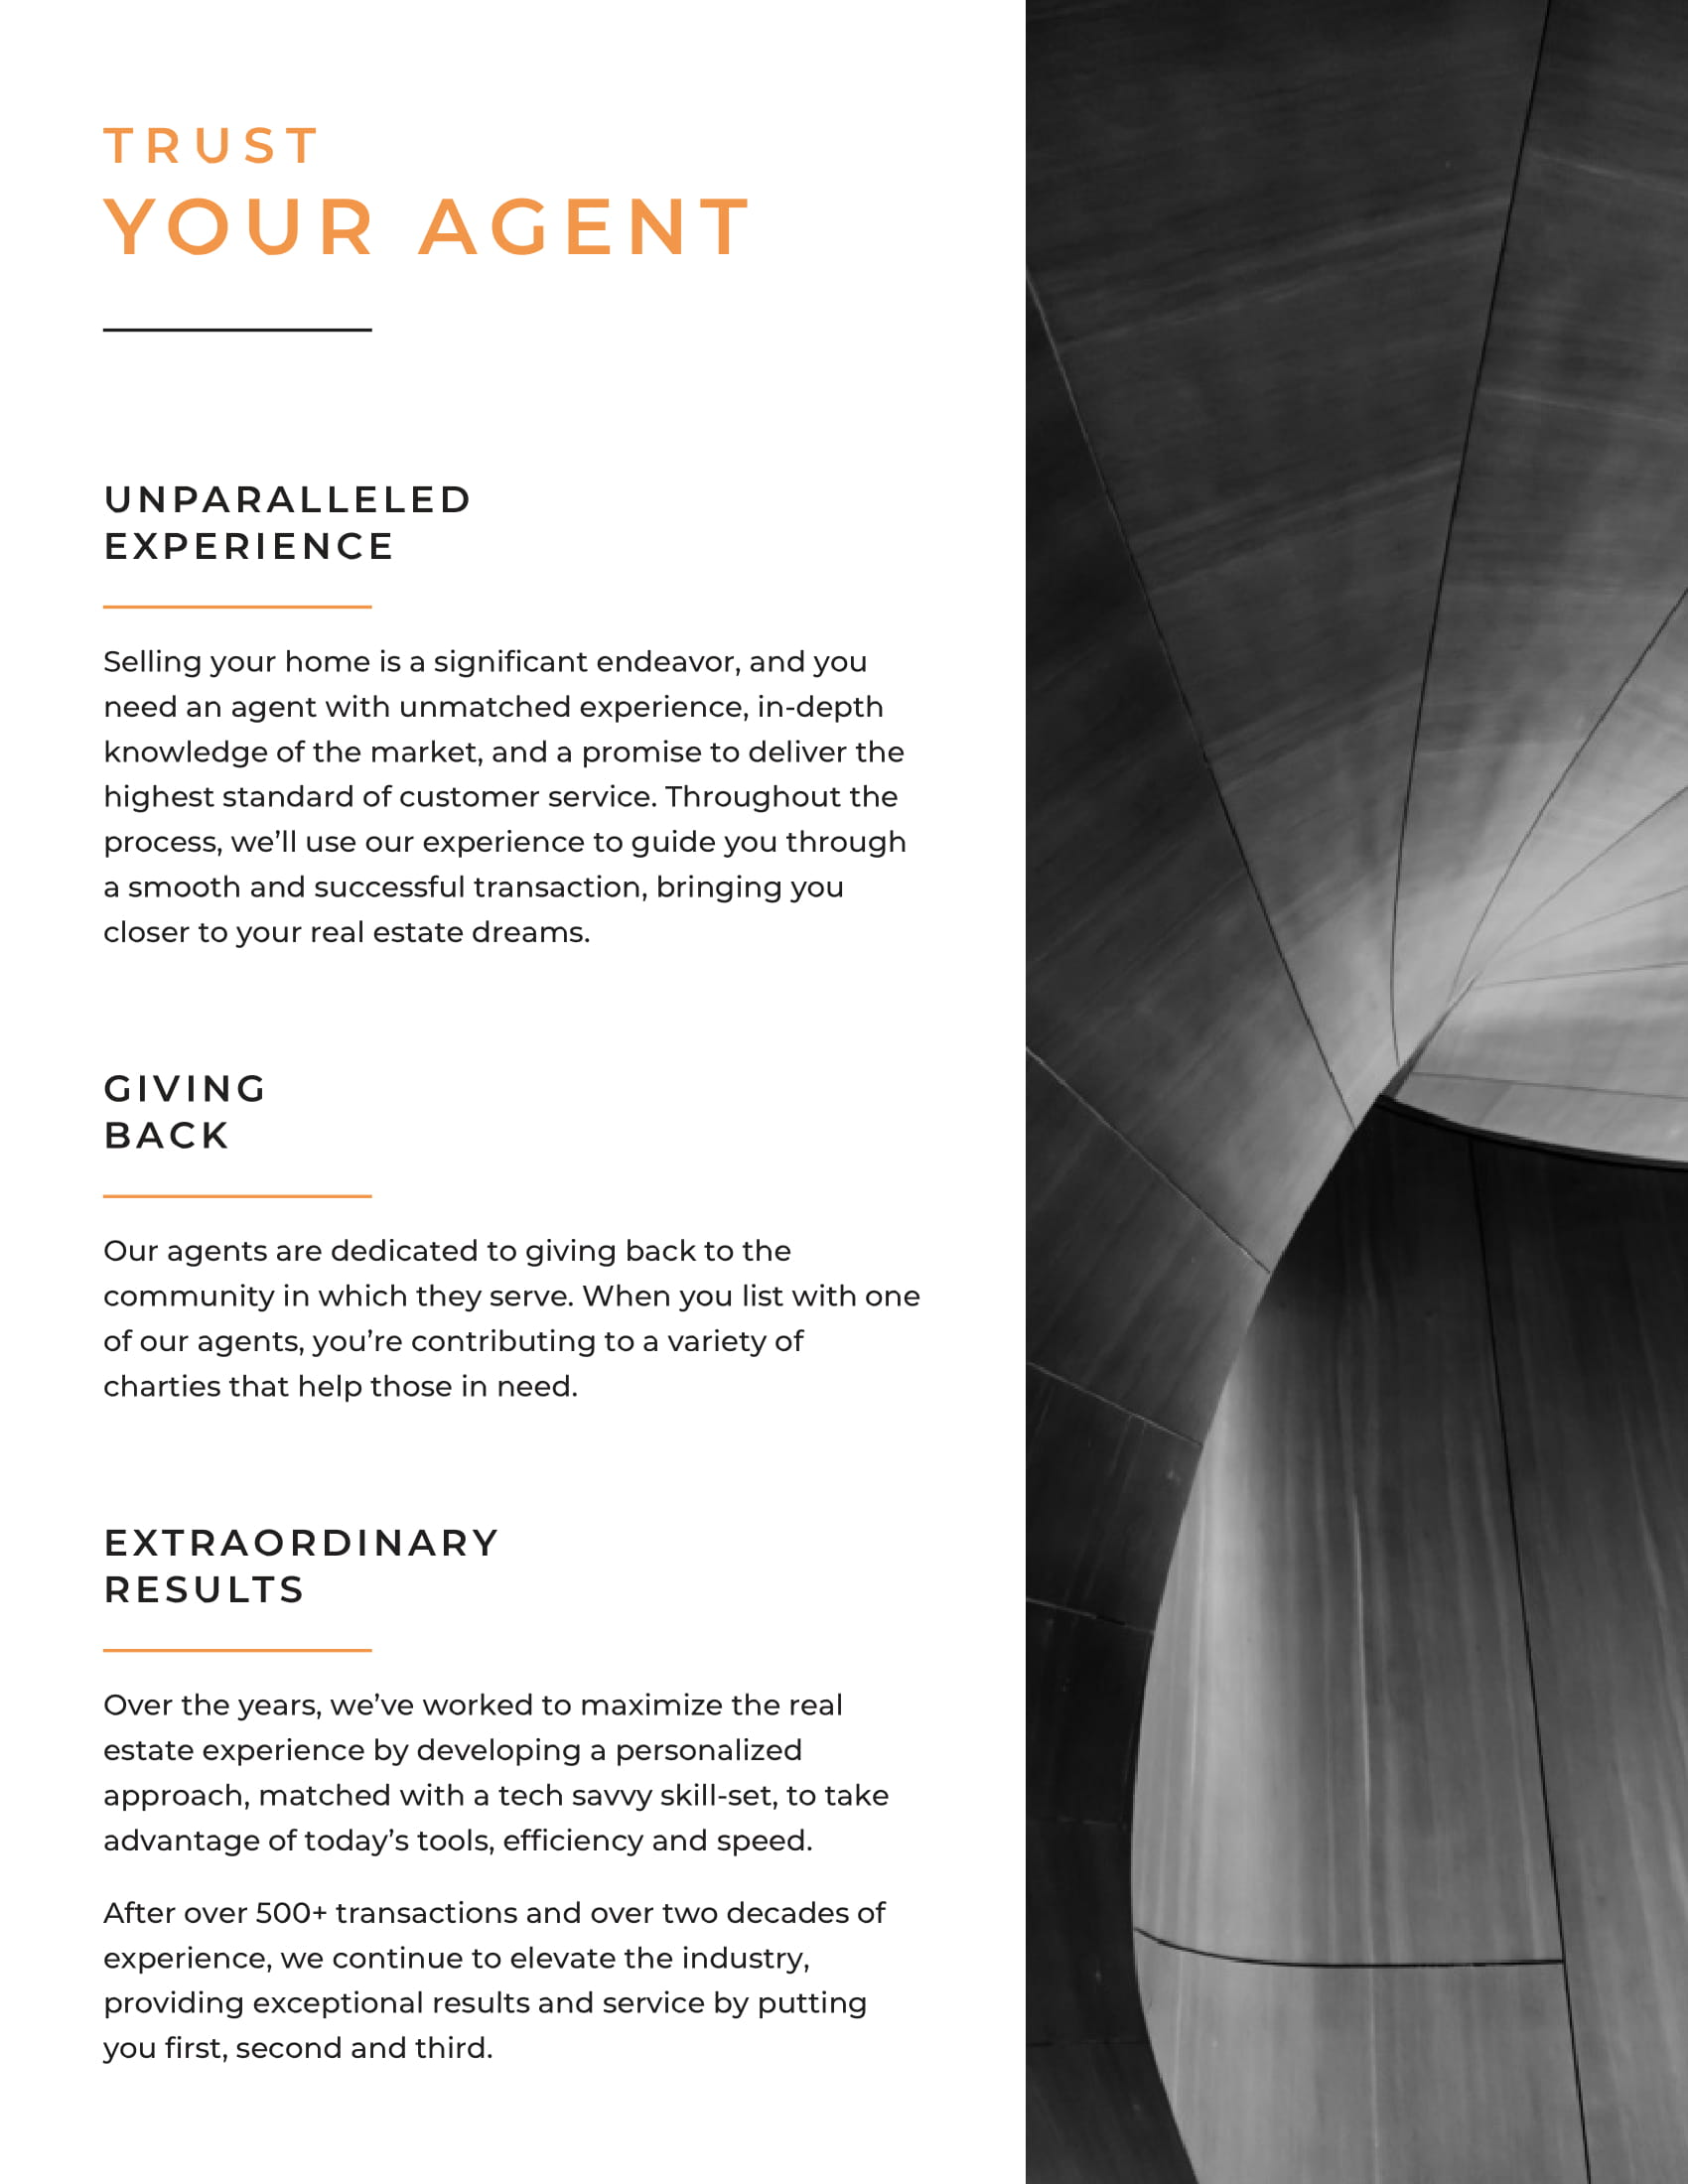 TRUST
YOUR AGENT
UNPARALLELED
EXPERIENCE
Selling your home is a significant endeavor, and you
need an agent with unmatched experience, in-depth
knowledge of the market, and a promise to deliver the
highest standard of customer service. Throughout the
process, we’ll use our experience to guide you through
a smooth and successful transaction, bringing you
closer to your real estate dreams.
GIVING
BACK
Our agents are dedicated to giving back to the
community in which they serve. When you list with one
of our agents, you’re contributing to a variety of
charties that help those in need.
EXTRAORDINARY
RESULTS
Over the years, we’ve worked to maximize the real
estate experience by developing a personalized
approach, matched with a tech savvy skill-set, to take
advantage of today’s tools, efficiency and speed.
After over 500+ transactions and over two decades of
experience, we continue to elevate the industry,
providing exceptional results and service by putting
you first, second and third.